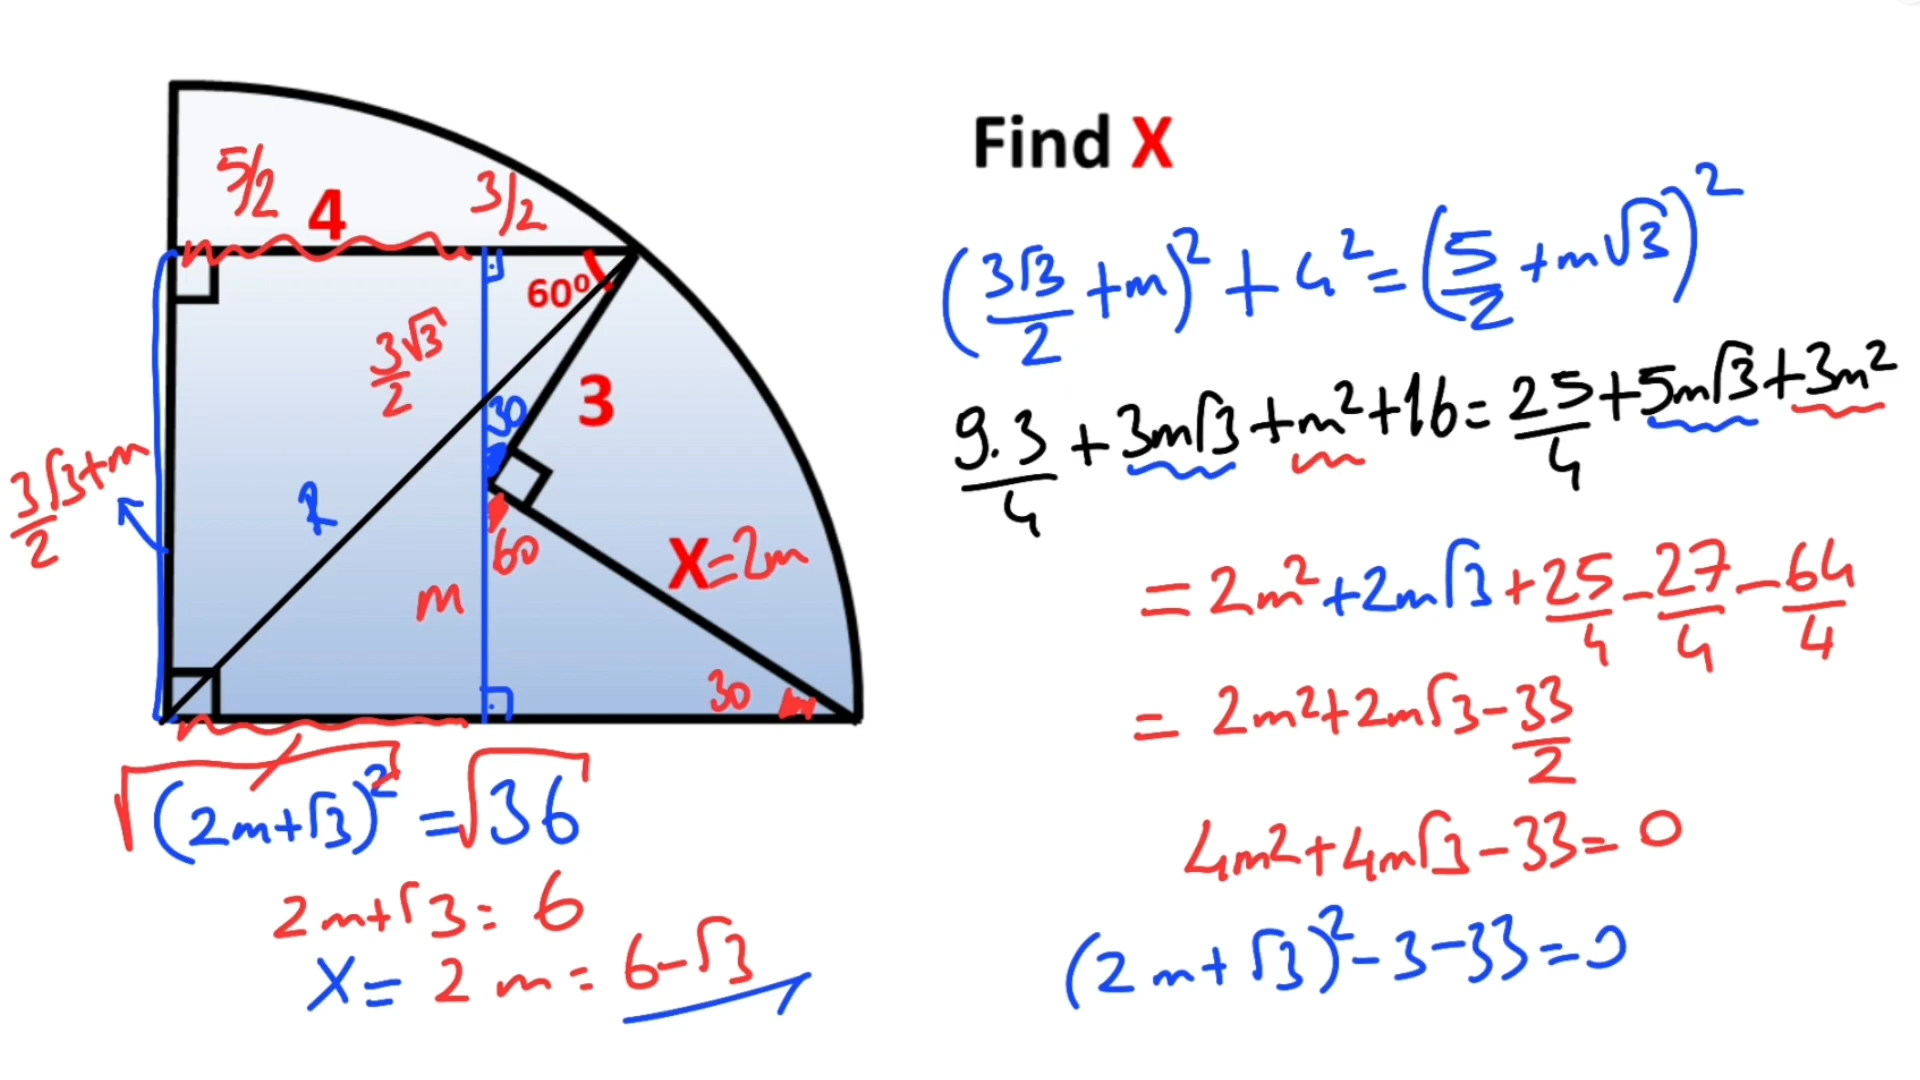 Find X
5/2
4
3/2
60º
3√3/2
30
3
3/2 √3+m
R
60
m
X=2m
30
(3√3/2 +m)² + 4² = (5/2 +m√3)²
9.3/4 + 3m√3 + m² + 16 = 25/4 + 5m√3 + 3m²
= 2m² + 2m√3 + 25/4 - 27/4 - 64/4
= 2m² + 2m√3 - 33/2
4m² + 4m√3 - 33 = 0
(2m + √3)² - 3 - 33 = 0
√(2m+√3)² = √36
2m+√3 = 6
X = 2m = 6-√3